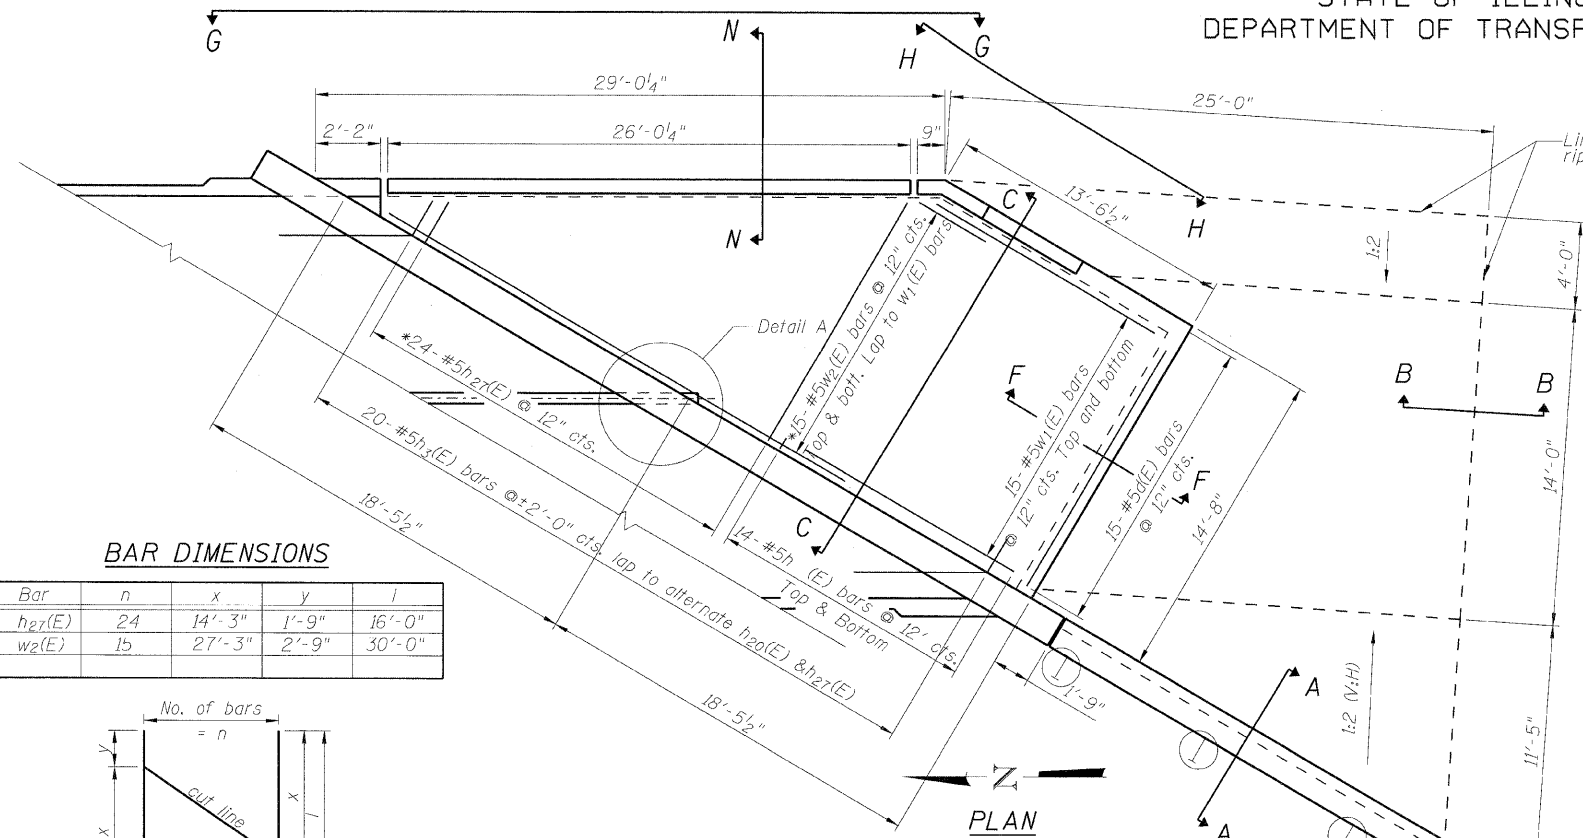 STATE OF ILLINO
DEPARTMENT OF TRANSF
G
G
N
N
H
H
29'-0¼"
25'-0"
2'-2"
26'-0¼"
9"
13'-6½"
C
C
1:2
4'-0"
Detail A
*24-#5h27(E) @ 12" cts.
20-#5h3(E) bars @±2'-0" cts. lap to alternate h20(E) &h27(E)
*15-#5w2(E) bars @ 12" cts.
Top & bott. Lap to w1(E) bars
15-#5w1(E) bars
@ 12" cts. Top and bottom
15-#5d(E) bars
@ 12" cts.
F
F
B
B
14'-8"
14'-0"
14-#5h (E) bars @ 12' cts.
Top & Bottom
18'-5½"
18'-5½"
1'-9"
1
1
1
A
A
1:2 (V:H)
11'-5"
BAR DIMENSIONS
Bar n x y l
h27(E) 24 14'-3" 1'-9" 16'-0"
w2(E) 15 27'-3" 2'-9" 30'-0"
No. of bars
= n
y
x
cut line
x
l
Z
PLAN